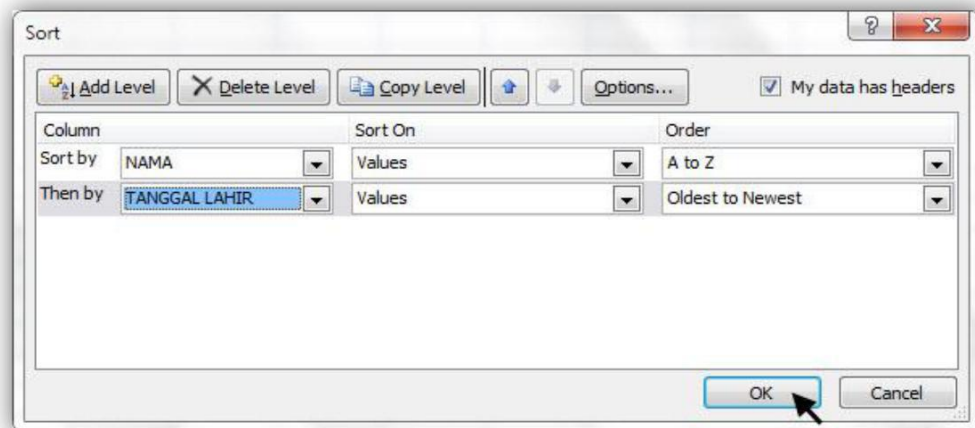 Sort
Add Level Delete Level Copy Level Options... My data has headers
Column Sort On Order
Sort by NAMA Values A to Z
Then by TANGGAL LAHIR Values Oldest to Newest
OK Cancel